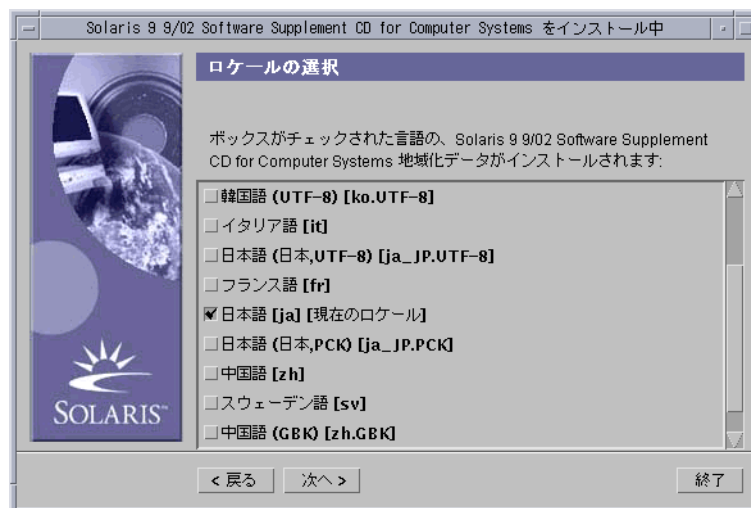 Solaris 9 9/02 Software Supplement CD for Computer Systems をインストール中
ロケールの選択
ボックスがチェックされた言語の、Solaris 9 9/02 Software Supplement
CD for Computer Systems 地域化データがインストールされます:
韓国語 (UTF-8) [ko.UTF-8]
イタリア語 [it]
日本語 (日本,UTF-8) [ja_JP.UTF-8]
フランス語 [fr]
日本語 [ja] [現在のロケール]
日本語 (日本,PCK) [ja_JP.PCK]
中国語 [zh]
スウェーデン語 [sv]
中国語 (GBK) [zh.GBK]
SOLARIS™
< 戻る 次へ > 終了